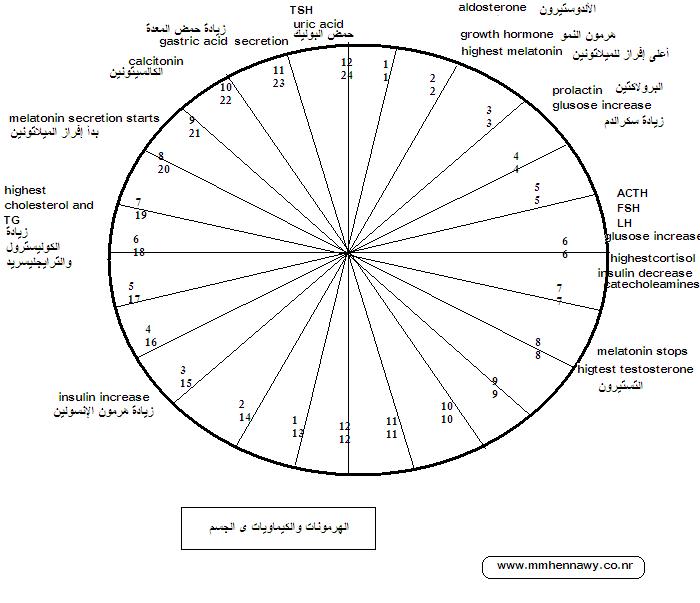 TSH
uric acid
حمض البوليك
زيادة حمض المعدة
gastric acid secretion
calcitonin
الكالسيتونين
melatonin secretion starts
بدأ إفراز الميلاتونين
highest
cholesterol and
TG
زيادة
الكوليسترول
والترايجليسريد
insulin increase
زيادة هرمون الإنسولين
aldosterone
الألدوستيرون
growth hormone
هرمون النمو
highest melatonin
أعلى إفراز للميلاتونين
prolactin
البرولاكتين
glusose increase
زيادة سكر الدم
ACTH
FSH
LH
glusose increase
highestcortisol
insulin decrease
catecholeamines
melatonin stops
higtest testosterone
التستيرون
12
24
1
1
2
2
3
3
4
4
5
5
6
6
7
7
8
8
9
9
10
10
11
11
12
12
1
13
2
14
3
15
4
16
5
17
6
18
7
19
8
20
9
21
10
22
11
23
الهرمونات والكيماويات ى الجسم
www.mmhennawy.co.nr